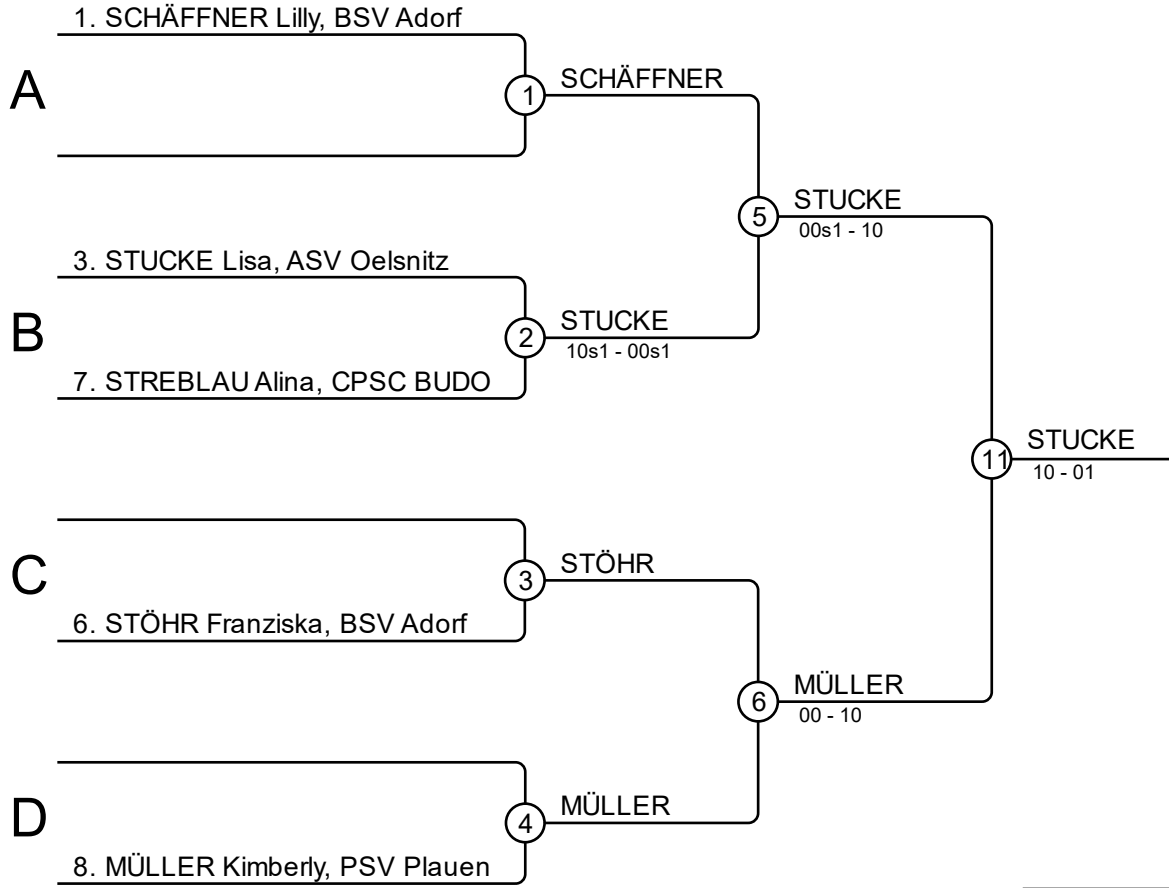 1. SCHÄFFNER Lilly, BSV Adorf
A
1
SCHÄFFNER
5
STUCKE
00s1 - 10
3. STUCKE Lisa, ASV Oelsnitz
B
2
STUCKE
10s1 - 00s1
7. STREBLAU Alina, CPSC BUDO
11
STUCKE
10 - 01
C
3
STÖHR
6. STÖHR Franziska, BSV Adorf
6
MÜLLER
00 - 10
D
4
MÜLLER
8. MÜLLER Kimberly, PSV Plauen